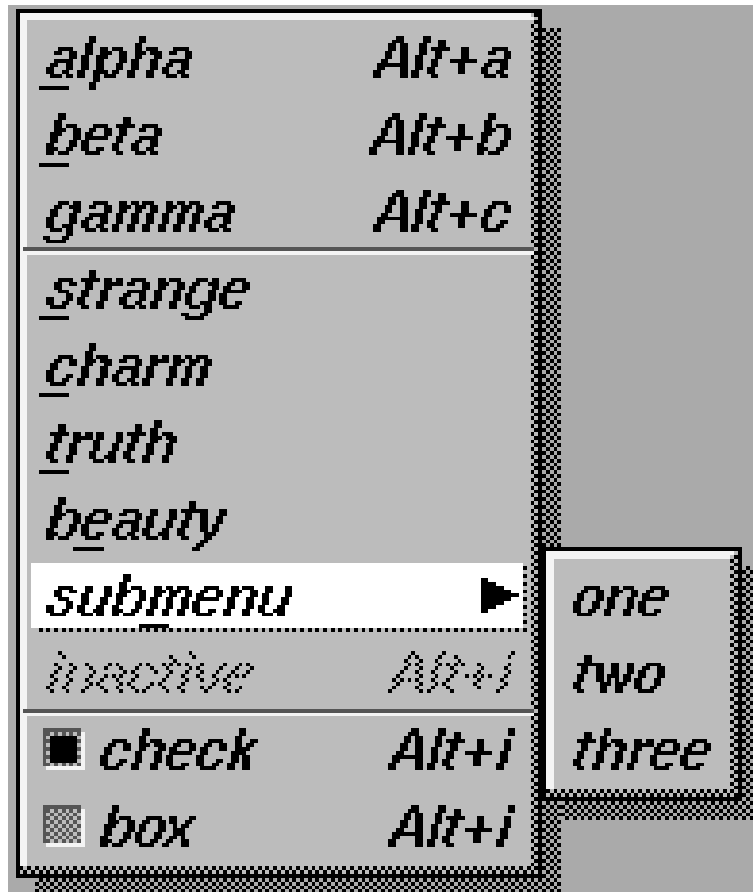 alpha Alt+a
beta Alt+b
gamma Alt+c
strange
charm
truth
beauty
submenu
inactive Alt+i
check Alt+i
box Alt+i
one
two
three